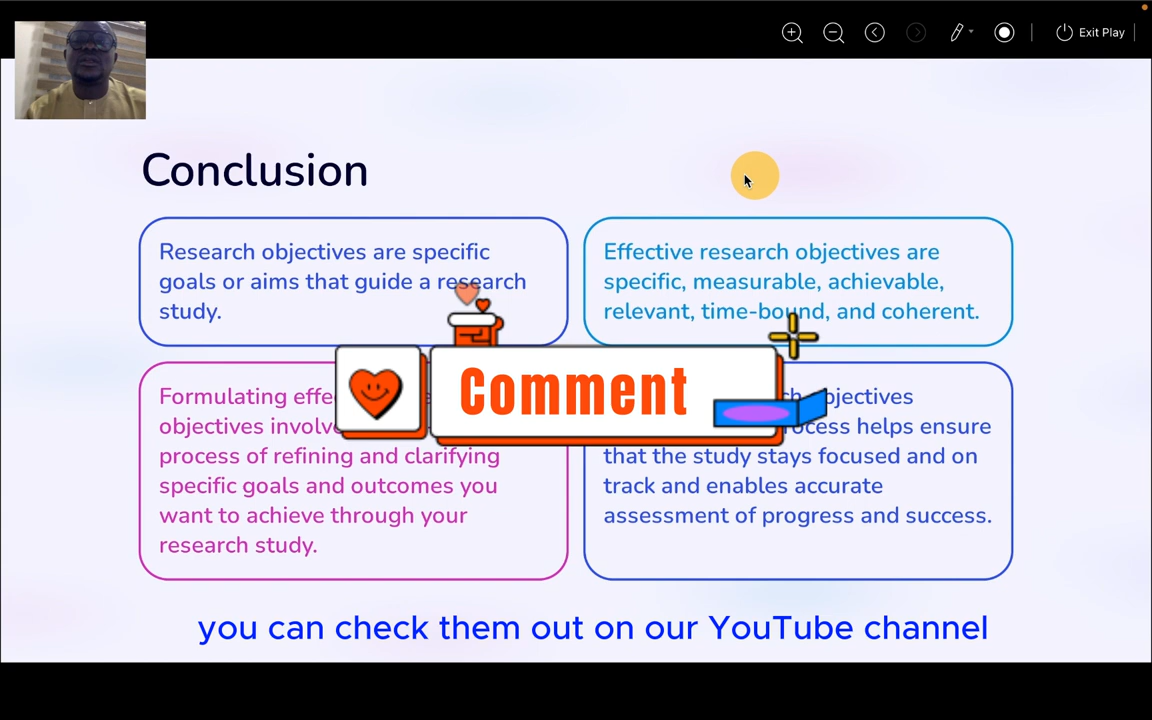 Exit Play
Conclusion
Research objectives are specific
goals or aims that guide a research
study.
Effective research objectives are
specific, measurable, achievable,
relevant, time-bound, and coherent.
Formulating
objectives
process of refining and clarifying
specific goals and outcomes you
want to achieve through your
research study.
objectives
helps ensure
that the study stays focused and on
track and enables accurate
assessment of progress and success.
Comment
you can check them out on our YouTube channel